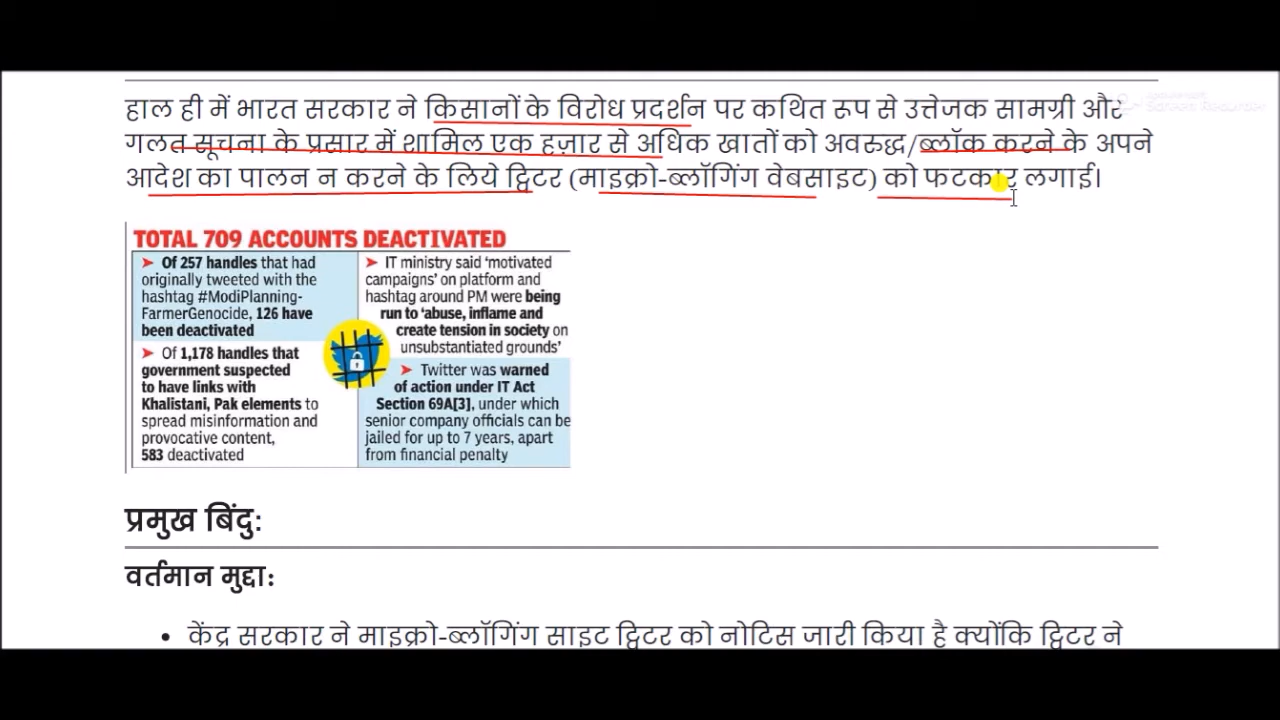 हाल ही में भारत सरकार ने किसानों के विरोध प्रदर्शन पर कथित रूप से उत्तेजक सामग्री और
गलत सूचना के प्रसार में शामिल एक हज़ार से अधिक खातों को अवरुद्ध/ब्लॉक करने के अपने
आदेश का पालन न करने के लिये ट्विटर (माइक्रो-ब्लॉगिंग वेबसाइट) को फटकार लगाई।
TOTAL 709 ACCOUNTS DEACTIVATED
➤ Of 257 handles that had
originally tweeted with the
hashtag #ModiPlanning-
FarmerGenocide, 126 have
been deactivated
➤ Of 1,178 handles that
government suspected
to have links with
Khalistani, Pak elements to
spread misinformation and
provocative content,
583 deactivated
➤ IT ministry said ‘motivated
campaigns’ on platform and
hashtag around PM were being
run to ‘abuse, inflame and
create tension in society on
unsubstantiated grounds’
➤ Twitter was warned
of action under IT Act
Section 69A[3], under which
senior company officials can be
jailed for up to 7 years, apart
from financial penalty
प्रमुख बिंदु:
वर्तमान मुद्दा:
• केंद्र सरकार ने माइक्रो-ब्लॉगिंग साइट ट्विटर को नोटिस जारी किया है क्योंकि ट्विटर ने